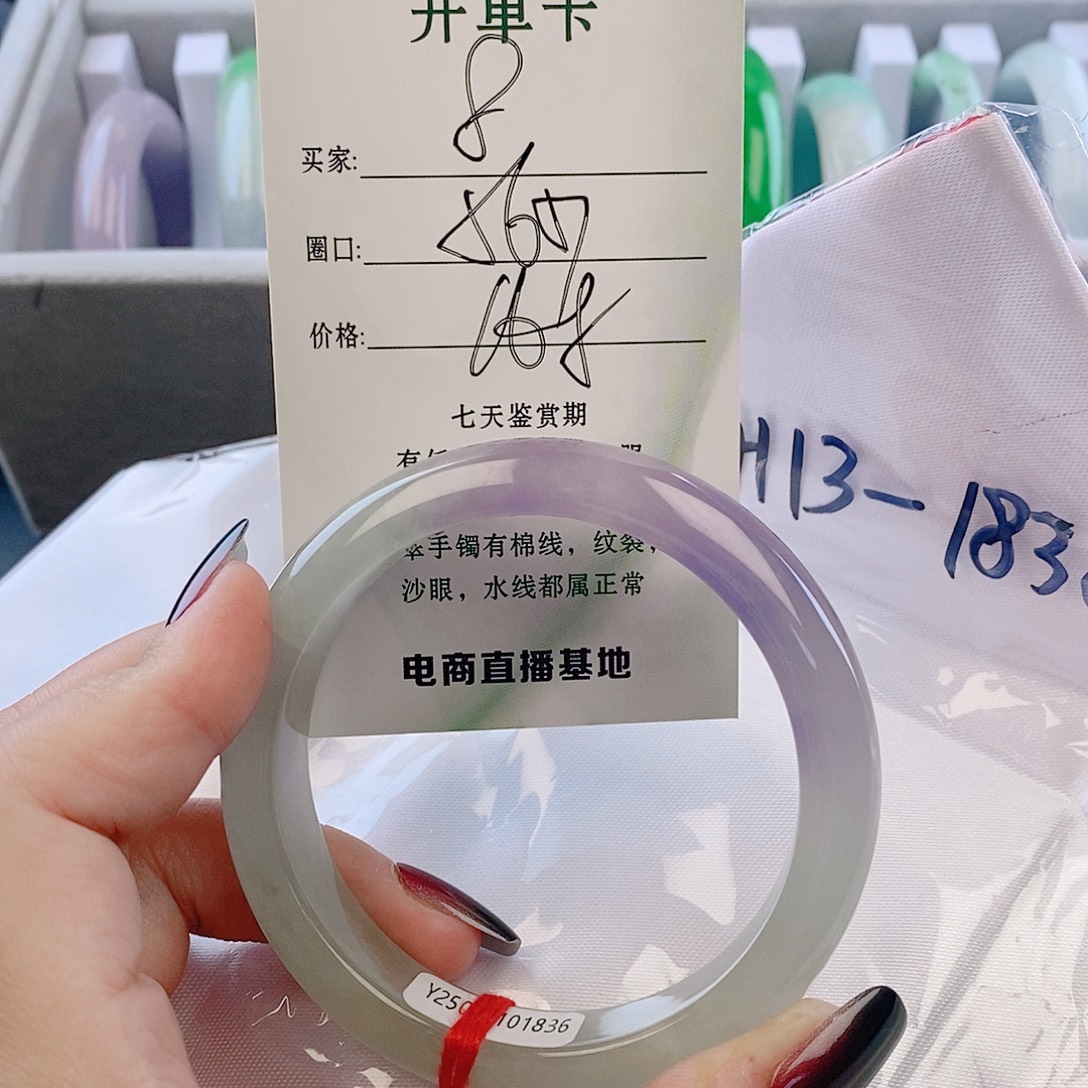 开单卡
8
买家:
圈口:
价格:
七天鉴赏期
手镯有棉线，纹裂，
沙眼，水线都属正常
电商直播基地
H13-183
Y25 101836